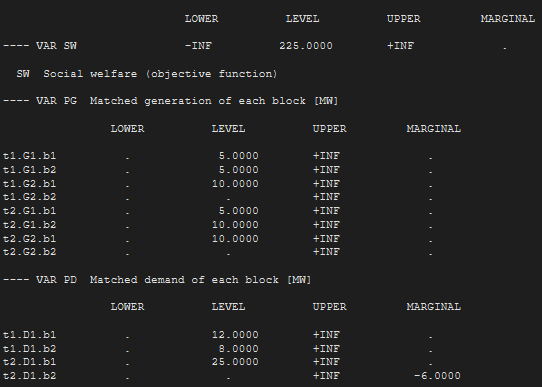 LOWER LEVEL UPPER MARGINAL
---- VAR SW -INF 225.0000 +INF .
SW Social welfare (objective function)
---- VAR PG Matched generation of each block [MW]
LOWER LEVEL UPPER MARGINAL
t1.G1.b1 . 5.0000 +INF .
t1.G1.b2 . 5.0000 +INF .
t1.G2.b1 . 10.0000 +INF .
t1.G2.b2 . . +INF .
t2.G1.b1 . 5.0000 +INF .
t2.G1.b2 . 10.0000 +INF .
t2.G2.b1 . 10.0000 +INF .
t2.G2.b2 . . +INF .
---- VAR PD Matched demand of each block [MW]
LOWER LEVEL UPPER MARGINAL
t1.D1.b1 . 12.0000 +INF .
t1.D1.b2 . 8.0000 +INF .
t2.D1.b1 . 25.0000 +INF .
t2.D1.b2 . . +INF -6.0000